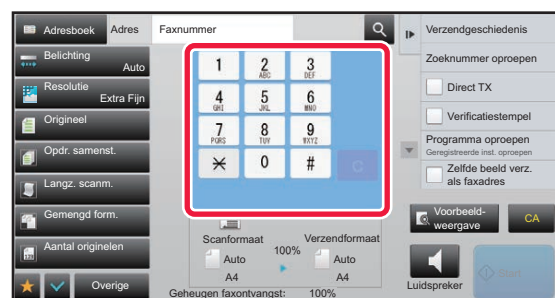 Adresboek
Adres
Faxnummer
Belichting
Auto
Resolutie
Extra Fijn
Origineel
Opdr. samenst.
Langz. scanm.
Gemengd form.
Aantal originelen
Overige
1
2
ABC
3
DEF
4
GHI
5
JKL
6
MNO
7
PQRS
8
TUV
9
WXYZ
0
#
C
Scanformaat
100%
Verzendformaat
Auto
A4
Auto
A4
Geheugen faxontvangst: 100%
Verzendgeschiedenis
Zoeknummer oproepen
Direct TX
Verificatiestempel
Programma oproepen
Geregistreerde inst. oproepen
Zelfde beeld verz.
als faxadres
Voorbeeld-
weergave
CA
Luidspreker
Start